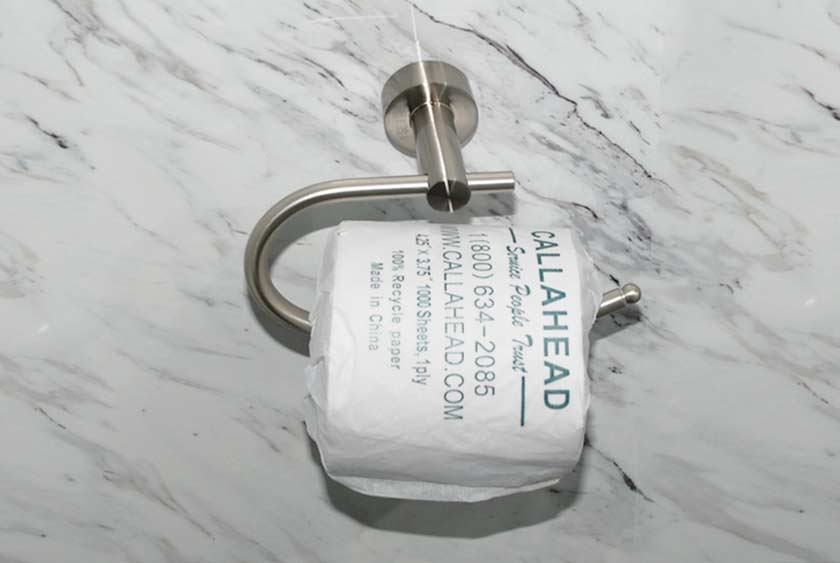 CALLAHEAD
Service People Trust
1(800) 634-2085
WWW.CALLAHEAD.COM
4.25" X 3.75" 1000 Sheets, 1ply
100% Recycle paper
Made in China